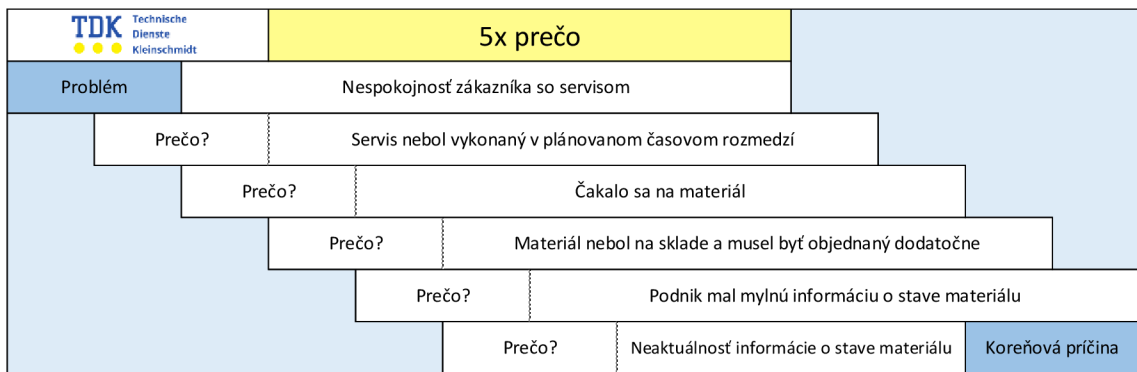 TDK Technische
Dienste
Kleinschmidt
5x prečo
Problém
Nespokojnosť zákazníka so servisom
Prečo?
Servis nebol vykonaný v plánovanom časovom rozmedzí
Prečo?
Čakalo sa na materiál
Prečo?
Materiál nebol na sklade a musel byť objednaný dodatočne
Prečo?
Podnik mal mylnú informáciu o stave materiálu
Prečo?
Neaktuálnosť informácie o stave materiálu
Koreňová príčina